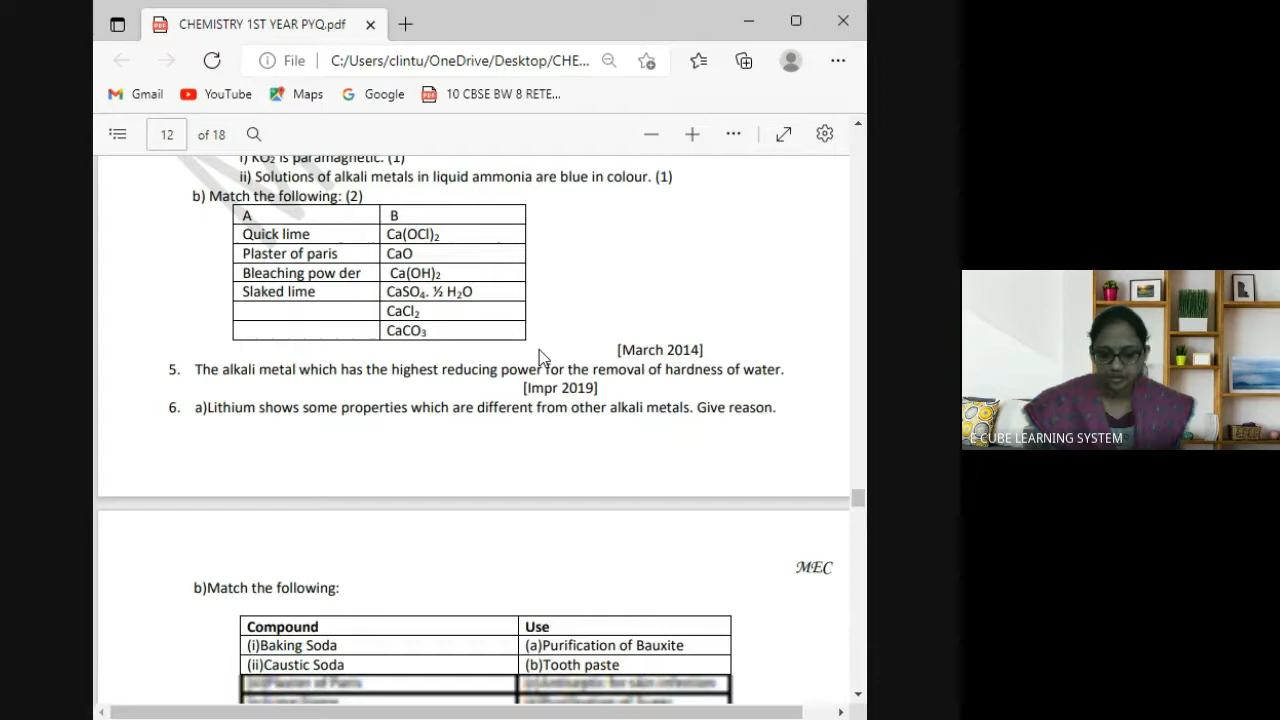 CHEMISTRY 1ST YEAR PYQ.pdf
File C:/Users/clintu/OneDrive/Desktop/CHE...
Gmail YouTube Maps Google 10 CBSE BW 8 RETE...
12 of 18
i) KO₂ is paramagnetic. (1)
ii) Solutions of alkali metals in liquid ammonia are blue in colour. (1)
b) Match the following: (2)
A B
Quick lime Ca(OCl)₂
Plaster of paris CaO
Bleaching pow der Ca(OH)₂
Slaked lime CaSO₄. ½ H₂O
CaCl₂
CaCO₃
[March 2014]
5. The alkali metal which has the highest reducing power for the removal of hardness of water.
[Impr 2019]
6. a)Lithium shows some properties which are different from other alkali metals. Give reason.
MEC
b)Match the following:
Compound Use
(i)Baking Soda (a)Purification of Bauxite
(ii)Caustic Soda (b)Tooth paste
CUBE LEARNING SYSTEM